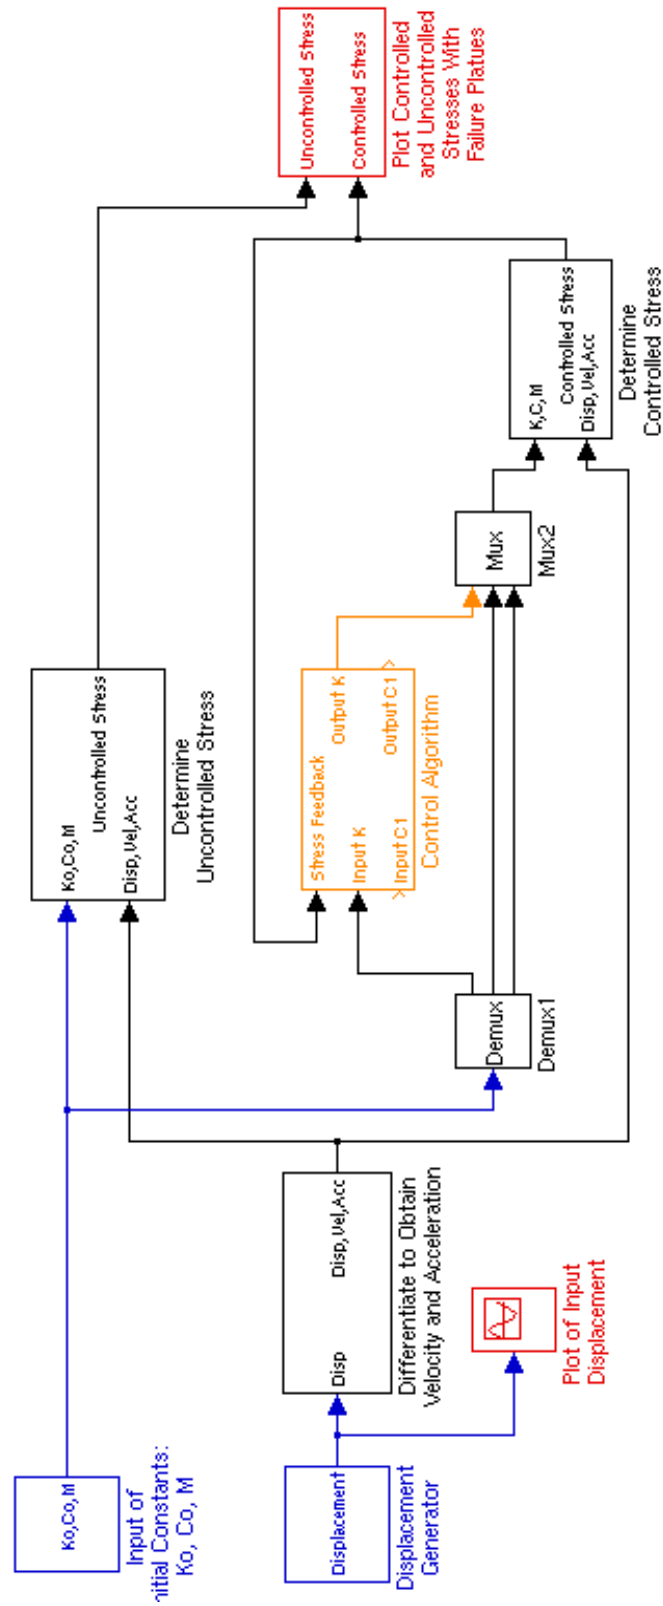 Ko,Co,M
Input of
nitial Constants:
Ko, Co, M
Displacement
Displacement
Generator
Disp
Disp,Vel,Acc
Differentiate to Obtain
Velocity and Acceleration
Plot of Input
Displacement
Ko,Co,M
Uncontrolled Stress
Disp,Vel,Acc
Determine
Uncontrolled Stress
Demux
Demux1
Stress Feedback
Output K
Input K
Output C1
Input C1
Control Algorithm
Mux
Mux2
K,C,M
Controlled Stress
Disp,Vel,Acc
Determine
Controlled Stress
Uncontrolled Stress
Controlled Stress
Plot Controlled
and Uncontrolled
Stresses With
Failure Platues